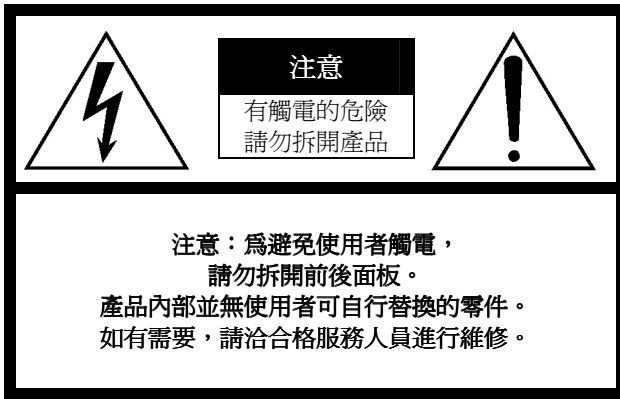 注意
有觸電的危險
請勿拆開產品
注意：為避免使用者觸電，
請勿拆開前後面板。
產品內部並無使用者可自行替換的零件。
如有需要，請洽合格服務人員進行維修。